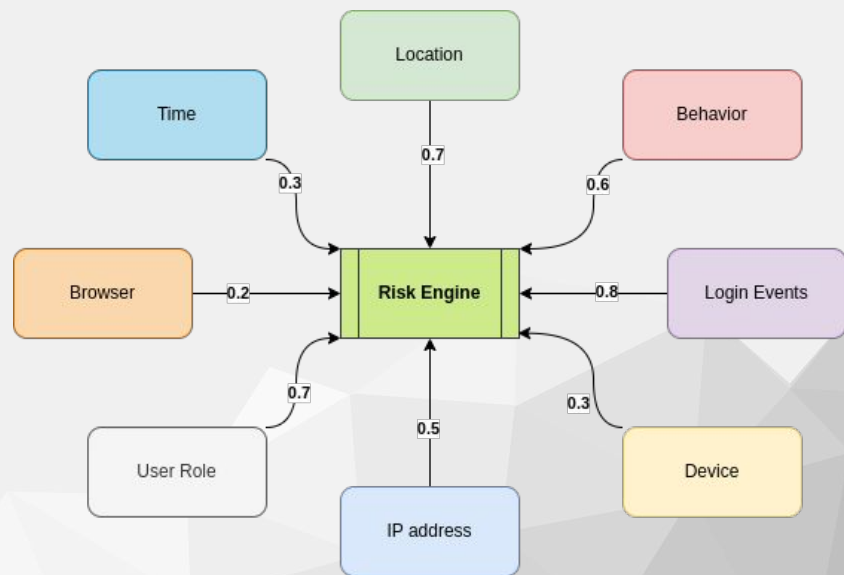 Location
Time
Behavior
0.7
0.3
0.6
Browser
0.2
Risk Engine
0.8
Login Events
0.7
0.3
0.5
User Role
Device
IP address